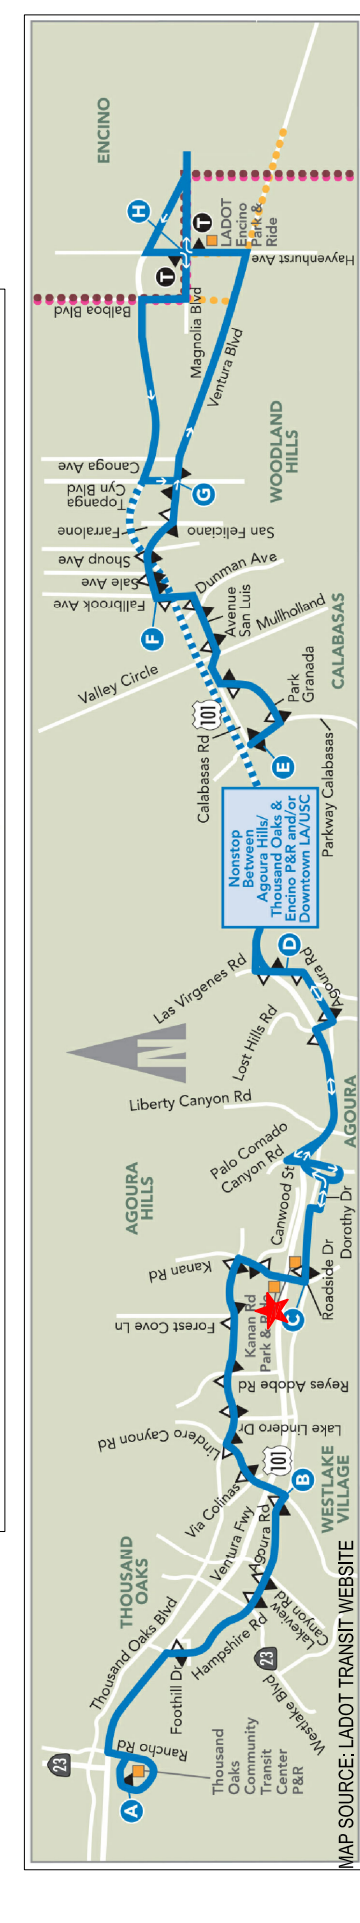 THOUSAND
OAKS
Thousand Oaks Blvd
23
Rancho Rd
A
Thousand
Oaks
Community
Transit
Center
P&R
Foothill Dr
Hampshire Rd
23
Westlake Blvd
Lakeview
Canyon Rd
Agoura Rd
Ventura Fwy
Via Colinas
WESTLAKE
VILLAGE
B
101
Lindero Caynon Rd
Lake Lindero Dr
Reyes Adobe Rd
Forest Cove Ln
AGOURA
HILLS
Kanan Rd
Kanan Rd
Park & Ride
C
Roadside Dr
Dorothy Dr
Canwood St
Palo Comado
Canyon Rd
AGOURA
Liberty Canyon Rd
N
Lost Hills Rd
Las Virgenes Rd
Agoura Rd
D
Nonstop
Between
Agoura Hills/
Thousand Oaks &
Encino P&R and/or
Downtown LA/USC
E
Calabasas Rd
101
Parkway Calabasas
Park
Granada
CALABASAS
Valley Circle
Mulholland
Avenue
San Luis
Dunman Ave
F
Fallbrook Ave
Sale Ave
Shoup Ave
Farralone
San Feliciano
Topanga
Cyn Blvd
Canoga Ave
G
WOODLAND
HILLS
Ventura Blvd
Magnolia Blvd
Balboa Blvd
T
H
T
LADOT
Encino
Park &
Ride
Hayvenhurst Ave
ENCINO
MAP SOURCE: LADOT TRANSIT WEBSITE